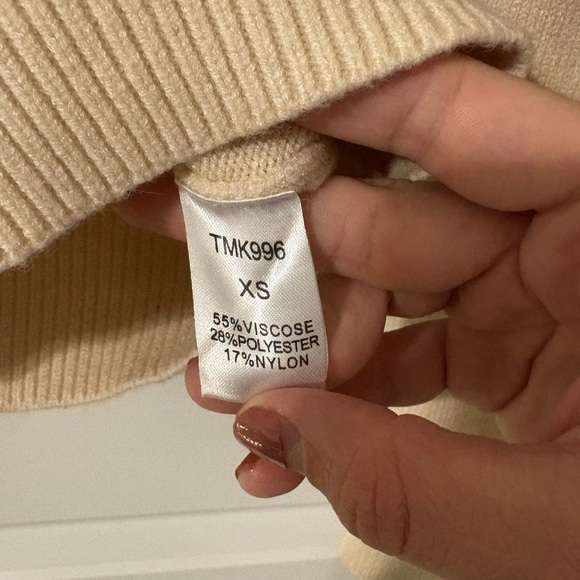 TMK996
XS
55%VISCOSE
28%POLYESTER
17%NYLON